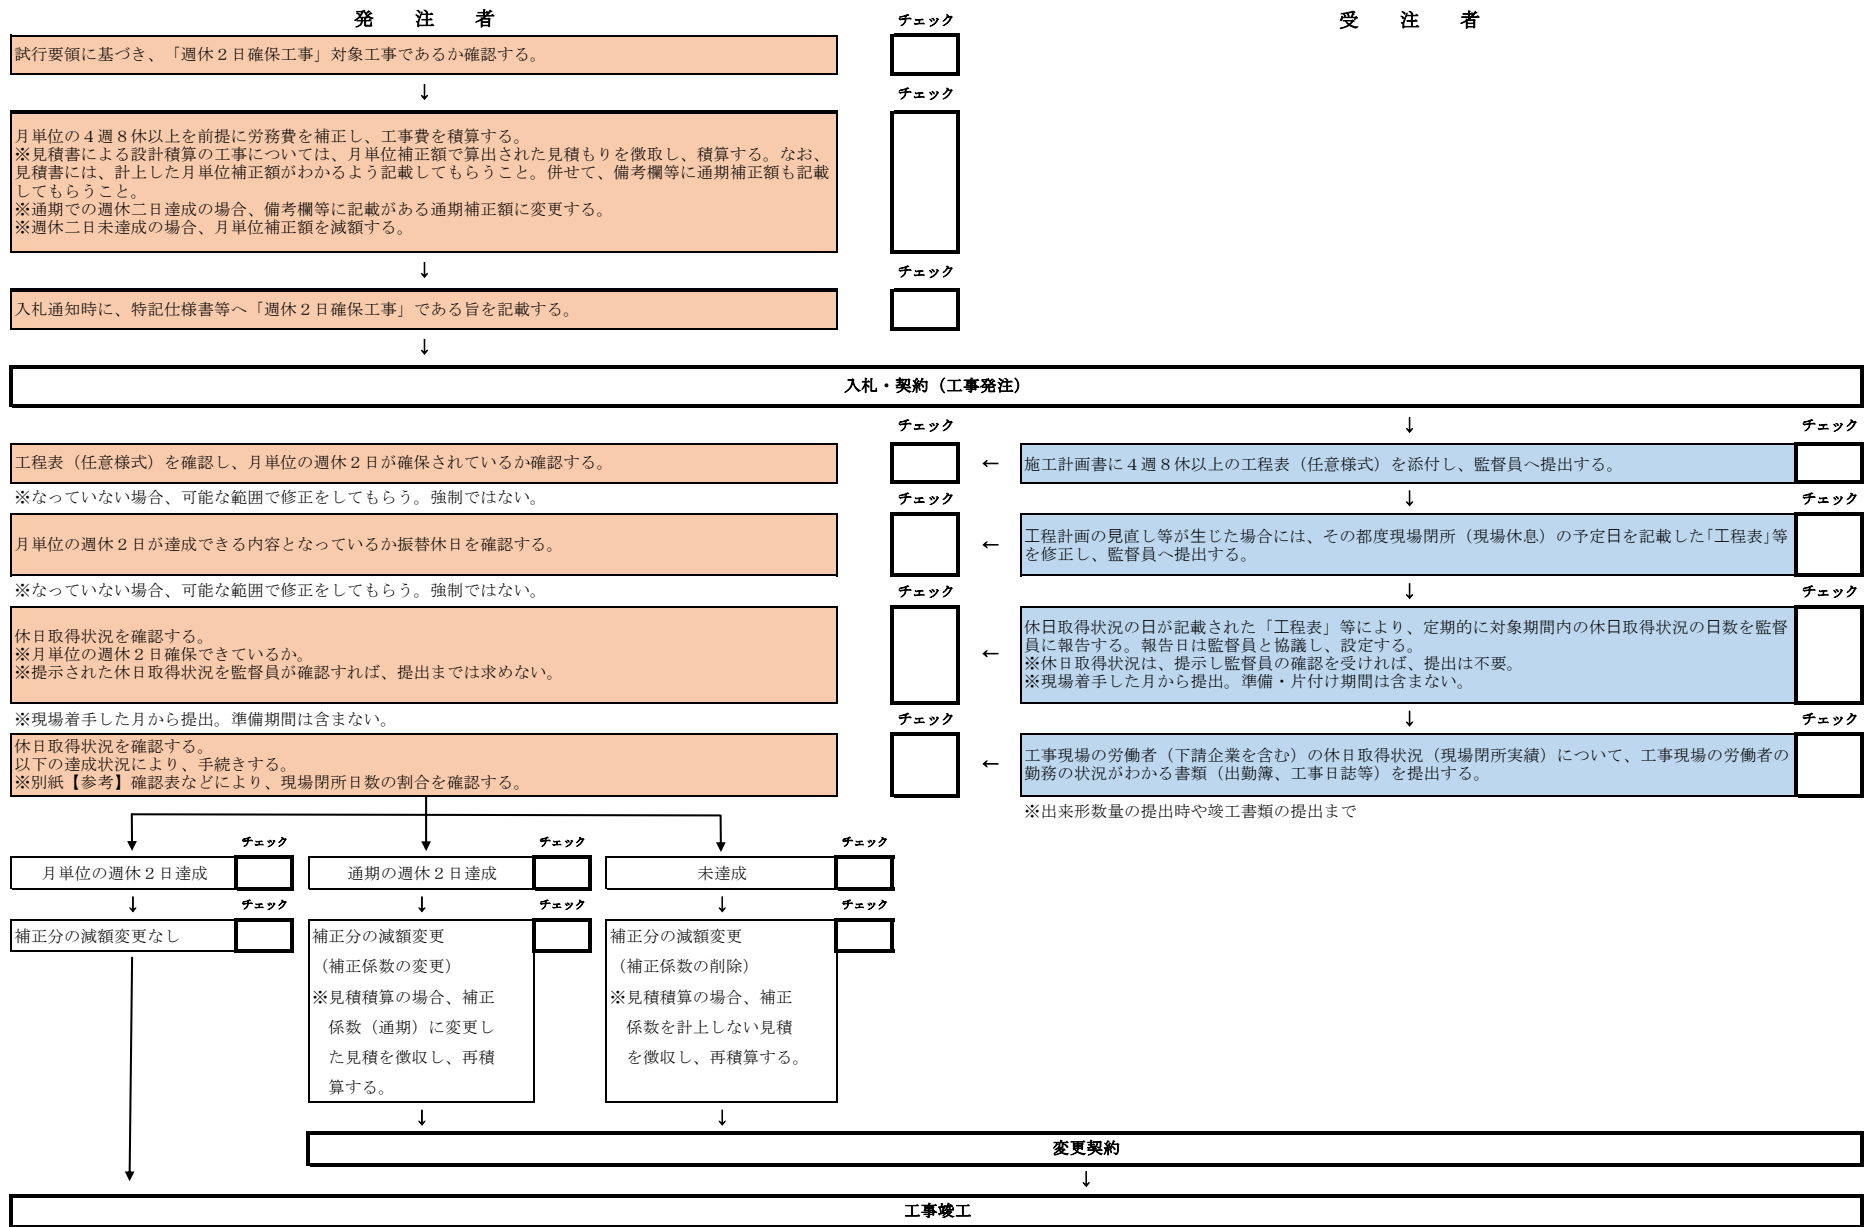 発　注　者
チェック
受　注　者
試行要領に基づき、「週休２日確保工事」対象工事であるか確認する。
↓
チェック
月単位の４週８休以上を前提に労務費を補正し、工事費を積算する。
※見積書による設計積算の工事については、月単位補正額で算出された見積もりを徴取し、積算する。なお、
見積書には、計上した月単位補正額がわかるよう記載してもらうこと。併せて、備考欄等に通期補正額も記載
してもらうこと。
※通期での週休二日達成の場合、備考欄等に記載がある通期補正額に変更する。
※週休二日未達成の場合、月単位補正額を減額する。
↓
チェック
入札通知時に、特記仕様書等へ「週休２日確保工事」である旨を記載する。
↓
入札・契約（工事発注）
チェック
↓
チェック
工程表（任意様式）を確認し、月単位の週休２日が確保されているか確認する。
←
施工計画書に４週８休以上の工程表（任意様式）を添付し、監督員へ提出する。
※なっていない場合、可能な範囲で修正をしてもらう。強制ではない。
チェック
↓
チェック
月単位の週休２日が達成できる内容となっているか振替休日を確認する。
←
工程計画の見直し等が生じた場合には、その都度現場閉所（現場休息）の予定日を記載した「工程表」等
を修正し、監督員へ提出する。
※なっていない場合、可能な範囲で修正をしてもらう。強制ではない。
チェック
↓
チェック
休日取得状況を確認する。
※月単位の週休２日確保できているか。
※提示された休日取得状況を監督員が確認すれば、提出までは求めない。
←
休日取得状況の日が記載された「工程表」等により、定期的に対象期間内の休日取得状況の日数を監督
員に報告する。報告日は監督員と協議し、設定する。
※休日取得状況は、提示し監督員の確認を受ければ、提出は不要。
※現場着手した月から提出。準備・片付け期間は含まない。
※現場着手した月から提出。準備期間は含まない。
チェック
↓
チェック
休日取得状況を確認する。
以下の達成状況により、手続きする。
※別紙【参考】確認表などにより、現場閉所日数の割合を確認する。
←
工事現場の労働者（下請企業を含む）の休日取得状況（現場閉所実績）について、工事現場の労働者の
勤務の状況がわかる書類（出勤簿、工事日誌等）を提出する。
※出来形数量の提出時や竣工書類の提出まで
チェック
チェック
チェック
月単位の週休２日達成
通期の週休２日達成
未達成
↓
チェック
↓
チェック
↓
チェック
補正分の減額変更なし
補正分の減額変更
（補正係数の変更）
※見積積算の場合、補正
係数（通期）に変更し
た見積を徴収し、再積
算する。
補正分の減額変更
（補正係数の削除）
※見積積算の場合、補正
係数を計上しない見積
を徴収し、再積算する。
↓
↓
変更契約
↓
工事竣工